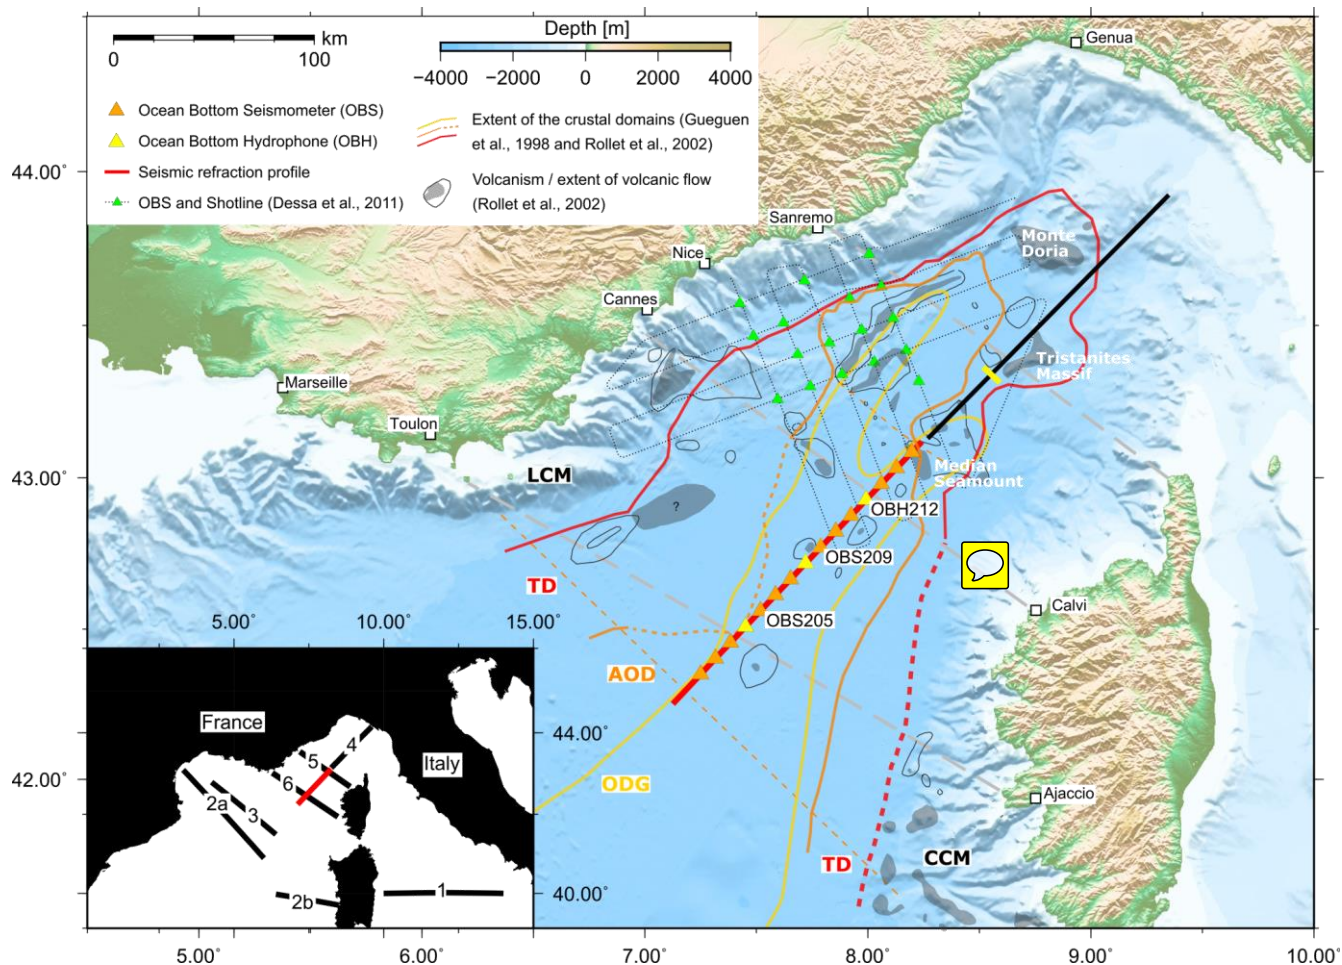 km
0
100
Depth [m]
−4000
−2000
0
2000
4000
Ocean Bottom Seismometer (OBS)
Ocean Bottom Hydrophone (OBH)
Seismic refraction profile
OBS and Shotline (Dessa et al., 2011)
Extent of the crustal domains (Gueguen
et al., 1998 and Rollet et al., 2002)
Volcanism / extent of volcanic flow
(Rollet et al., 2002)
Genua
44.00°
Sanremo
Nice
Cannes
Monte
Doria
Marseille
Toulon
Tristanites
Massif
43.00°
LCM
Median
Seamount
?
OBH212
OBS209
TD
Calvi
OBS205
AOD
ODG
42.00°
Ajaccio
TD
CCM
5.00°
10.00°
15.00°
France
Italy
44.00°
40.00°
4
5
6
2a
3
2b
1
5.00°
6.00°
7.00°
8.00°
9.00°
10.00°